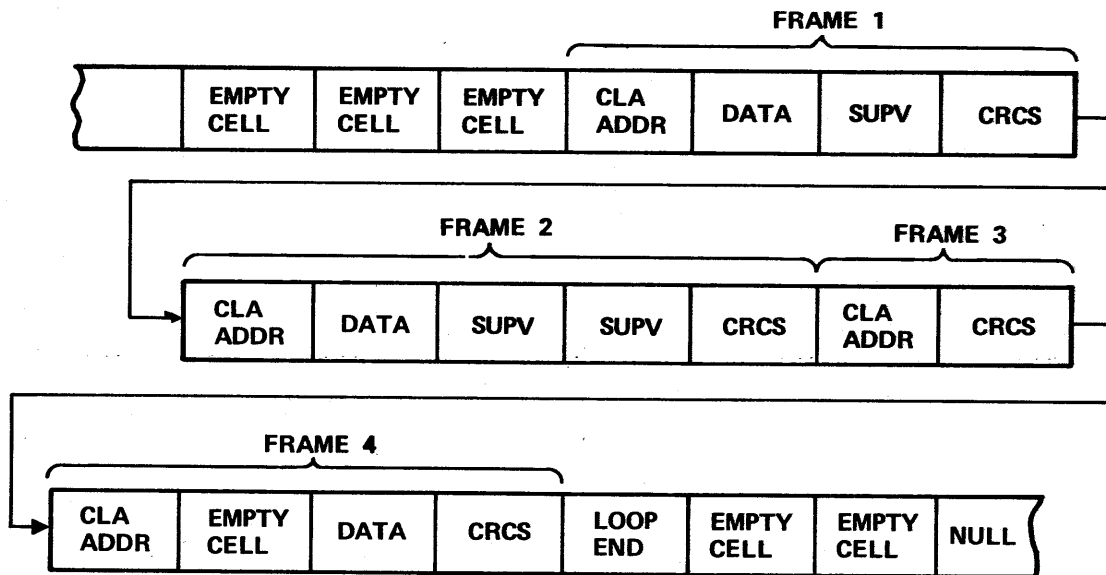 FRAME 1
EMPTY CELL
EMPTY CELL
EMPTY CELL
CLA ADDR
DATA
SUPV
CRCS
FRAME 2
FRAME 3
CLA ADDR
DATA
SUPV
SUPV
CRCS
CLA ADDR
CRCS
FRAME 4
CLA ADDR
EMPTY CELL
DATA
CRCS
LOOP END
EMPTY CELL
EMPTY CELL
NULL